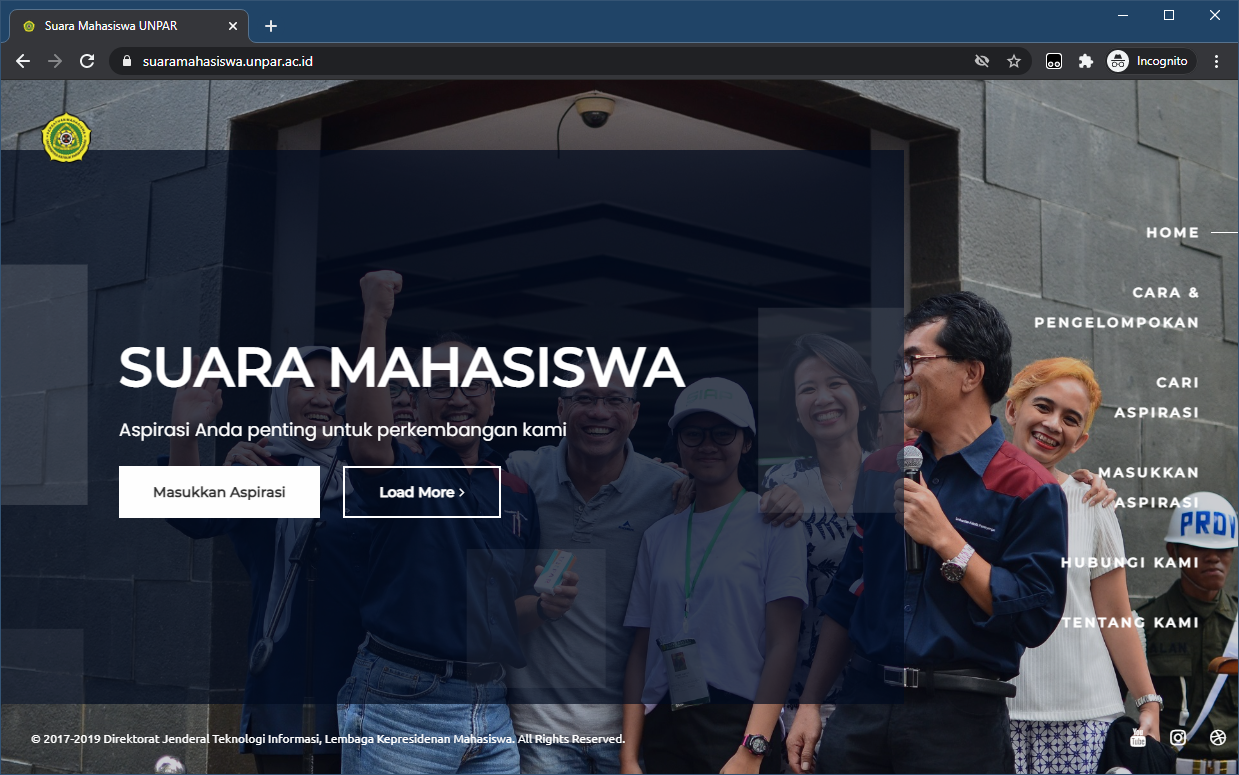 Suara Mahasiswa UNPAR
suaramahasiswa.unpar.ac.id
Incognito
HOME
CARA &
PENGELOMPOKAN
CARI
ASPIRASI
MASUKKAN
ASPIRASI
HUBUNGI KAMI
TENTANG KAMI
SUARA MAHASISWA
Aspirasi Anda penting untuk perkembangan kami
Masukkan Aspirasi
Load More >
© 2017-2019 Direktorat Jenderal Teknologi Informasi, Lembaga Kepresidenan Mahasiswa. All Rights Reserved.
You
Tube